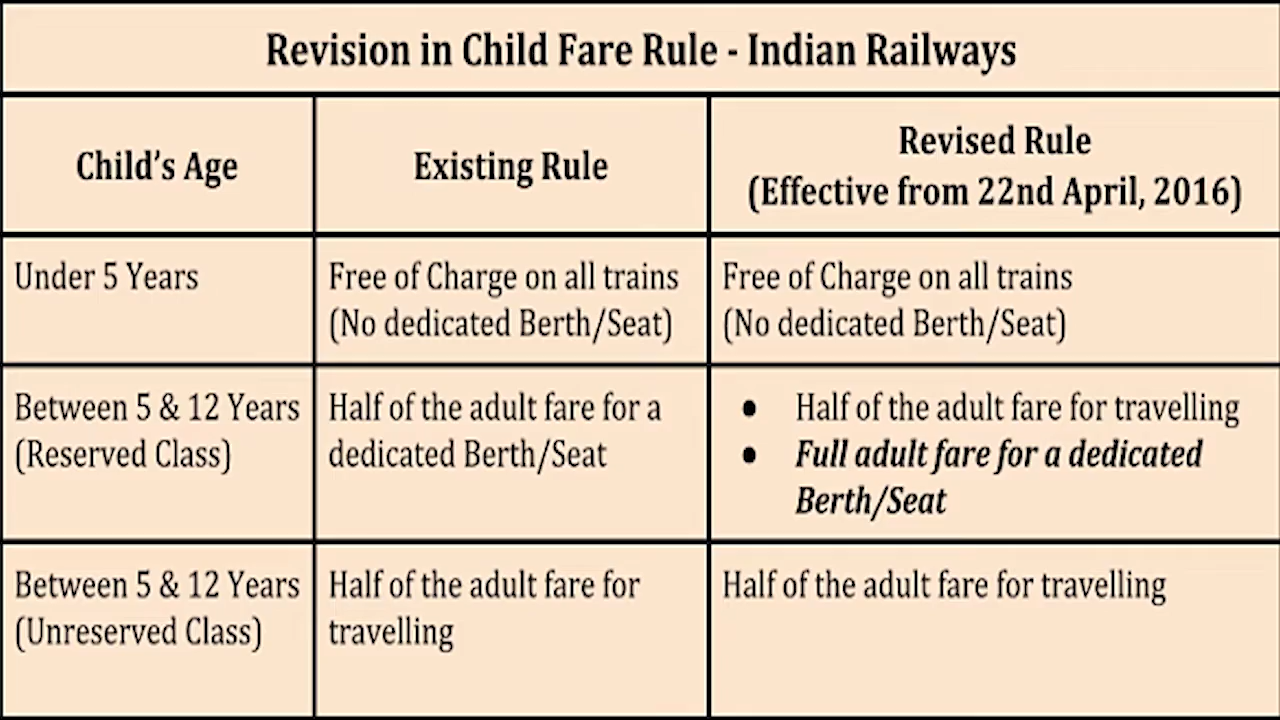 Revision in Child Fare Rule - Indian Railways
Child’s Age
Existing Rule
Revised Rule
(Effective from 22nd April, 2016)
Under 5 Years
Free of Charge on all trains
(No dedicated Berth/Seat)
Free of Charge on all trains
(No dedicated Berth/Seat)
Between 5 & 12 Years
(Reserved Class)
Half of the adult fare for a
dedicated Berth/Seat
● Half of the adult fare for travelling
● Full adult fare for a dedicated
Berth/Seat
Between 5 & 12 Years
(Unreserved Class)
Half of the adult fare for
travelling
Half of the adult fare for travelling